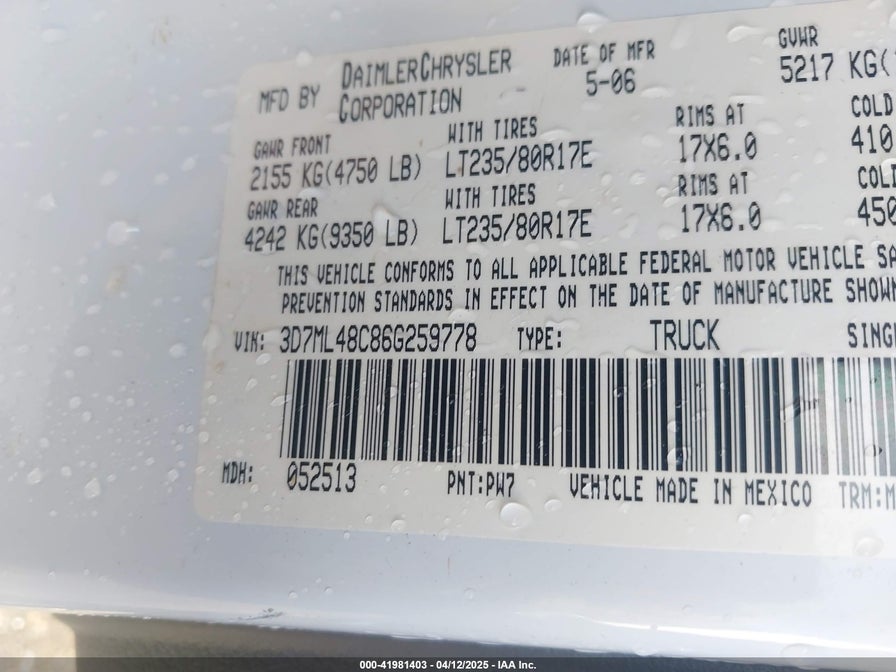 MFD BY DAIMLERCHRYSLER CORPORATION
DATE OF MFR 5-06
GVWR 5217 KG(
GAWR FRONT WITH TIRES RIMS AT COLD
2155 KG(4750 LB) LT235/80R17E 17X6.0 410
GAWR REAR WITH TIRES RIMS AT COLD
4242 KG(9350 LB) LT235/80R17E 17X6.0 450
THIS VEHICLE CONFORMS TO ALL APPLICABLE FEDERAL MOTOR VEHICLE SA
PREVENTION STANDARDS IN EFFECT ON THE DATE OF MANUFACTURE SHOWN
VIN: 3D7ML48C86G259778 TYPE: TRUCK SING
MDH: 052513 PNT:PW7 VEHICLE MADE IN MEXICO TRM:M
000-41981403 - 04/12/2025 - IAA Inc.